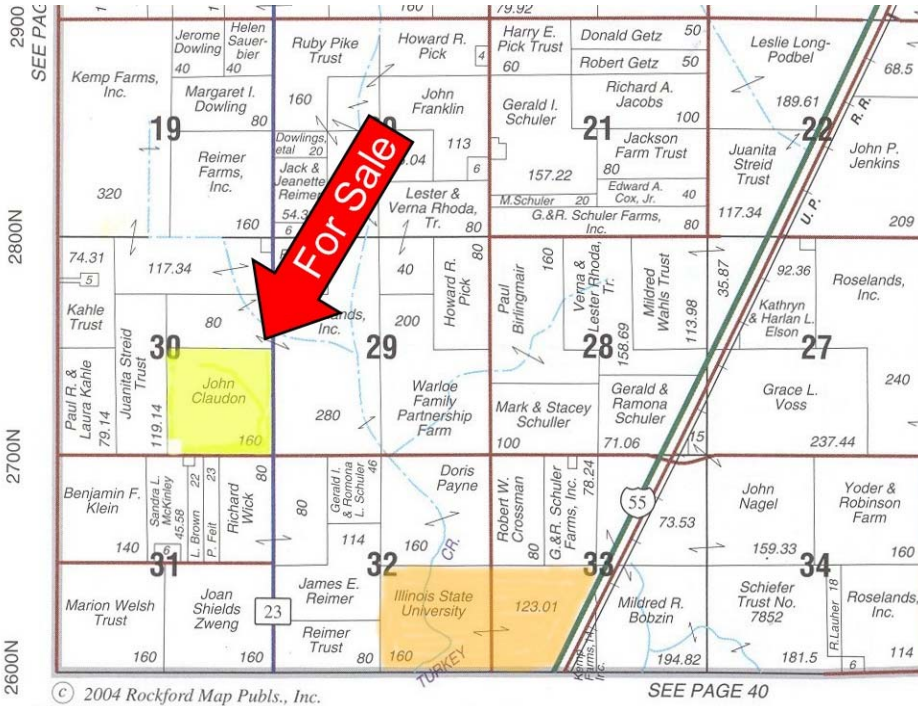 2900
SEE PAG
160
79.92
Kemp Farms,
Inc.
320
Jerome
Dowling
40
Helen
Sauer-
bier
40
Margaret I.
Dowling
80
19
Reimer
Farms,
Inc.
160
Ruby Pike
Trust
160
Dowlings,
etal 20
Jack &
Jeanette
Reimer
54.3
6
Howard R.
Pick
4
John
Franklin
113
6
Lester &
Verna Rhoda,
Tr.
80
Harry E.
Pick Trust
60
Donald Getz 50
Robert Getz 50
Gerald I.
Schuler
157.22
Richard A.
Jacobs
100
21
Jackson
Farm Trust
80
M.Schuler 20
Edward A.
Cox, Jr. 40
G.&R. Schuler Farms,
Inc. 80
Leslie Long-
Podbel
189.61
22
68.5
R.R.
Juanita
Streid
Trust
117.34
John P.
Jenkins
U.P.
209
For Sale
2800N
74.31
5
117.34
Kahle
Trust
80
30
Paul R. &
Laura Kahle
79.14
Juanita Streid
Trust
119.14
John
Claudon
160
Inc.
280
40
200
Howard R.
Pick
80
29
Warloe
Family
Partnership
Farm
Paul
Birlingmair
160
Verna &
Lester Rhoda,
Tr.
158.69
Mildred
Wahls Trust
113.98
35.87
28
Mark & Stacey
Schuller
100
Gerald &
Ramona
Schuler
71.06
15
92.36
Kathryn
& Harlan L.
Elson
27
Roselands,
Inc.
240
Grace L.
Voss
237.44
2700N
Benjamin F.
Klein
140
Sandra L.
McKinley
45.58
6
L. Brown 22
P. Feit 23
Richard
Wick
80
31
Marion Welsh
Trust
160
Joan
Shields
Zweng
160
23
80
Gerald I.
& Ramona
L. Schuler
46
114
Doris
Payne
160
CR.
32
James E.
Reimer
Reimer
Trust
80
Illinois State
University
160
TURKEY
Robert W.
Crossman
80
G.&R. Schuler
Farms, Inc.
78.24
33
123.01
55
73.53
John
Nagel
159.33
Yoder &
Robinson
Farm
160
34
Kemp
Farms, 14
Inc.
Mildred R.
Bobzin
194.82
Schiefer
Trust No.
7852
181.5
R.Lauher 18
6
Roselands,
Inc.
114
2600N
© 2004 Rockford Map Publs., Inc.
SEE PAGE 40